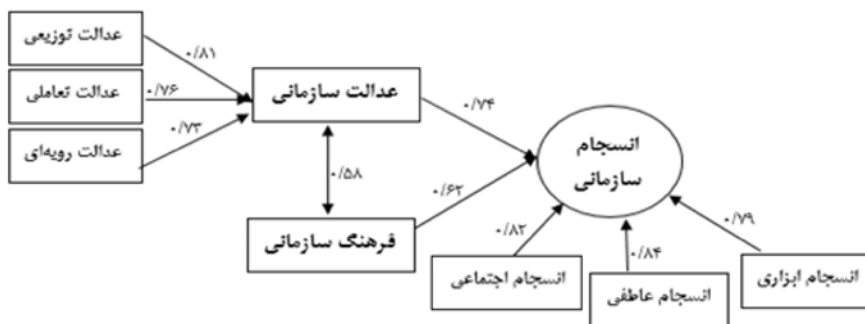 عدالت توزیعی
۰/۸۱
عدالت تعاملی
۰/۷۶
عدالت سازمانی
۰/۷۴
عدالت رویه‌ای
۰/۷۳
انسجام
سازمانی
۰/۵۸
۰/۶۲
فرهنگ سازمانی
۰/۸۲
۰/۸۴
۰/۷۹
انسجام اجتماعی
انسجام عاطفی
انسجام ابزاری